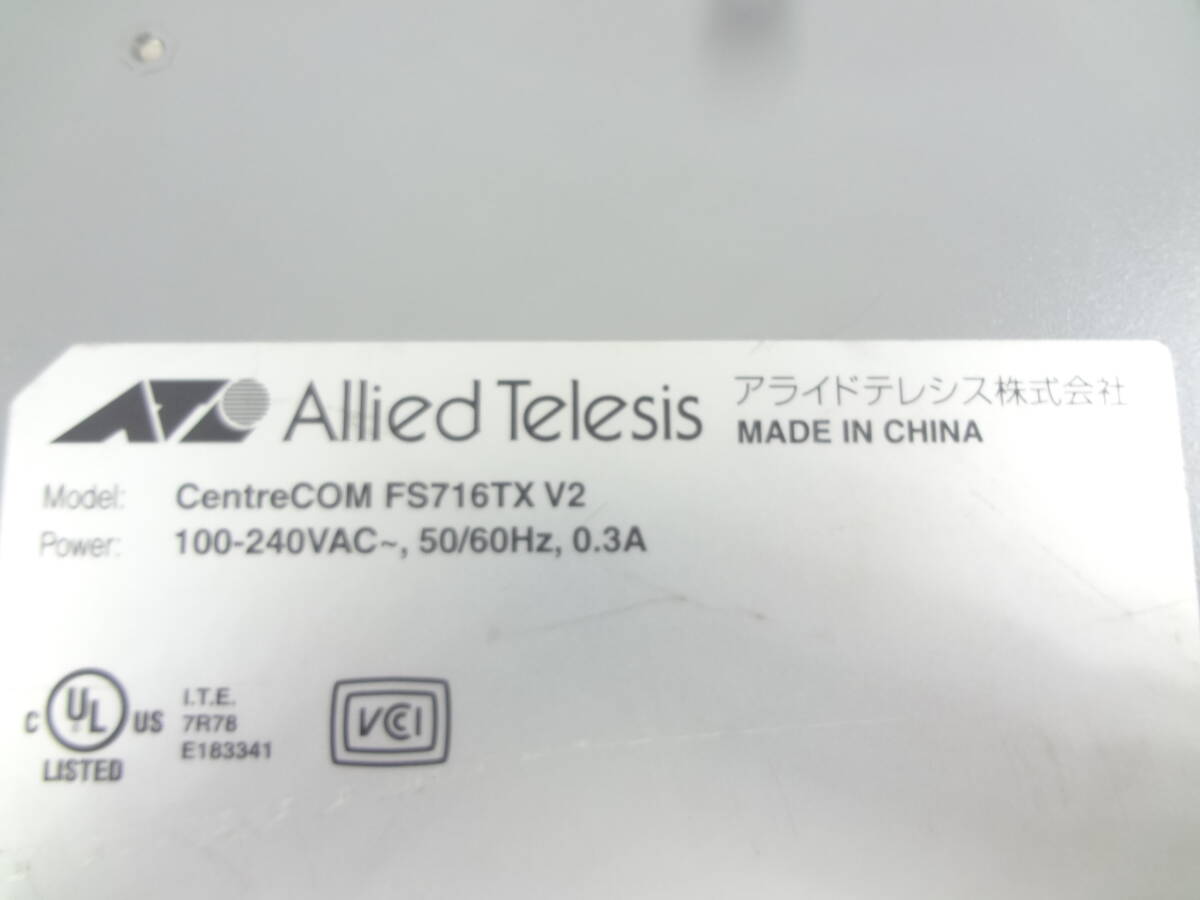 Allied Telesis アライドテレシス株式会社
MADE IN CHINA
Model: CentreCOM FS716TX V2
Power: 100-240VAC~, 50/60Hz, 0.3A
C UL US
LISTED
I.T.E.
7R78
E183341
VCCI